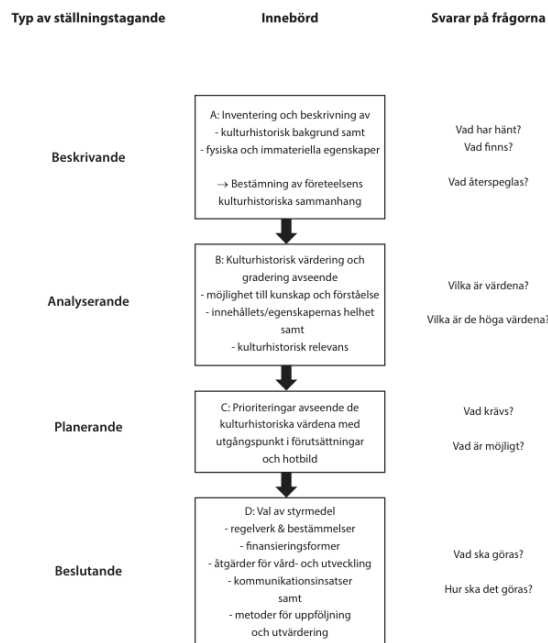 Typ av ställningstagande
Innebörd
Svarar på frågorna
Beskrivande
A: Inventering och beskrivning av
- kulturhistorisk bakgrund samt
- fysiska och immateriella egenskaper
→ Bestämning av företeelsens
kulturhistoriska sammanhang
Vad har hänt?
Vad finns?
Vad återspeglas?
Analyserande
B: Kulturhistorisk värdering och
gradering avseende
- möjlighet till kunskap och förståelse
- innehållets/egenskapernas helhet
samt
- kulturhistorisk relevans
Vilka är värdena?
Vilka är de höga värdena?
Planerande
C: Prioriteringar avseende de
kulturhistoriska värdena med
utgångspunkt i förutsättningar
och hotbild
Vad krävs?
Vad är möjligt?
Beslutande
D: Val av styrmedel
- regelverk & bestämmelser
- finansieringsformer
- åtgärder för vård- och utveckling
- kommunikationsinsatser
samt
- metoder för uppföljning
och utvärdering
Vad ska göras?
Hur ska det göras?